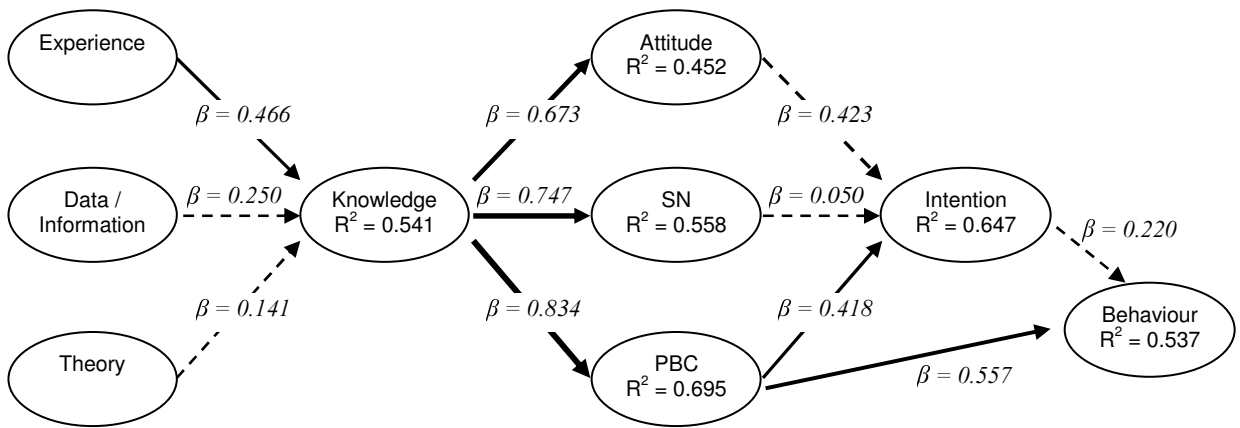 Experience
Attitude
R² = 0.452
β = 0.466
β = 0.673
β = 0.423
Data /
Information
β = 0.250
Knowledge
R² = 0.541
β = 0.747
SN
R² = 0.558
β = 0.050
Intention
R² = 0.647
β = 0.220
β = 0.141
β = 0.834
β = 0.418
Behaviour
R² = 0.537
Theory
PBC
R² = 0.695
β = 0.557